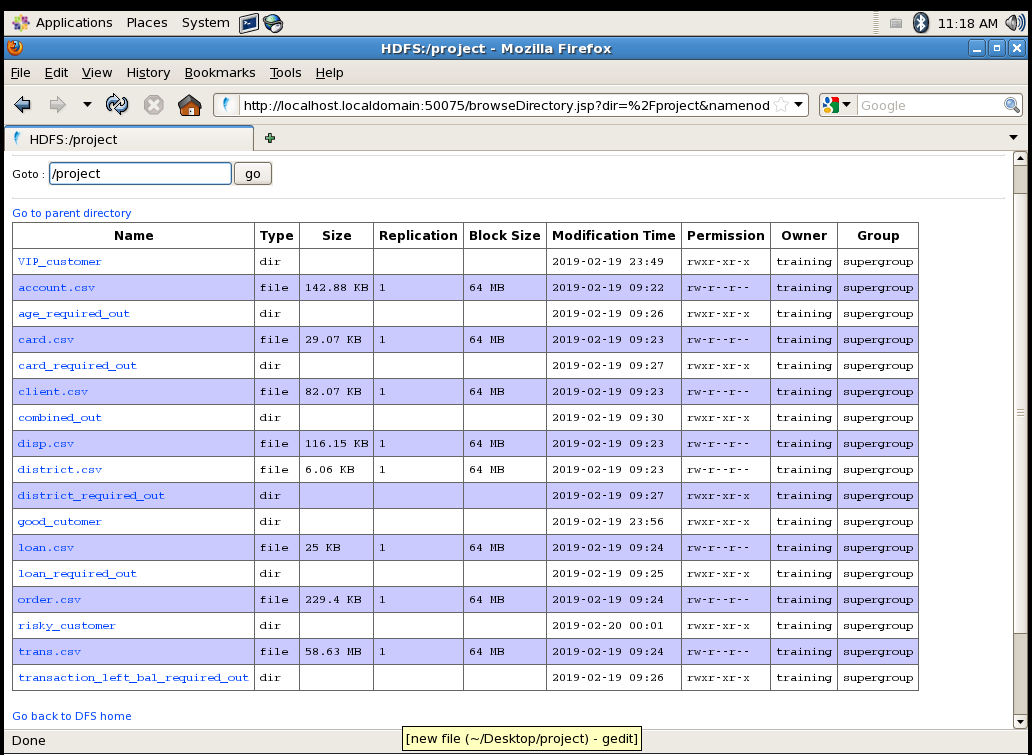 Applications Places System 11:18 AM
HDFS:/project - Mozilla Firefox
File Edit View History Bookmarks Tools Help
http://localhost.localdomain:50075/browseDirectory.jsp?dir=%2Fproject&namenod Google
HDFS:/project
Goto : /project go
Go to parent directory
Name Type Size Replication Block Size Modification Time Permission Owner Group
VIP_customer dir 2019-02-19 23:49 rwxr-xr-x training supergroup
account.csv file 142.88 KB 1 64 MB 2019-02-19 09:22 rw-r--r-- training supergroup
age_required_out dir 2019-02-19 09:26 rwxr-xr-x training supergroup
card.csv file 29.07 KB 1 64 MB 2019-02-19 09:23 rw-r--r-- training supergroup
card_required_out dir 2019-02-19 09:27 rwxr-xr-x training supergroup
client.csv file 82.07 KB 1 64 MB 2019-02-19 09:23 rw-r--r-- training supergroup
combined_out dir 2019-02-19 09:30 rwxr-xr-x training supergroup
disp.csv file 116.15 KB 1 64 MB 2019-02-19 09:23 rw-r--r-- training supergroup
district.csv file 6.06 KB 1 64 MB 2019-02-19 09:23 rw-r--r-- training supergroup
district_required_out dir 2019-02-19 09:27 rwxr-xr-x training supergroup
good_cutomer dir 2019-02-19 23:56 rwxr-xr-x training supergroup
loan.csv file 25 KB 1 64 MB 2019-02-19 09:24 rw-r--r-- training supergroup
loan_required_out dir 2019-02-19 09:25 rwxr-xr-x training supergroup
order.csv file 229.4 KB 1 64 MB 2019-02-19 09:24 rw-r--r-- training supergroup
risky_customer dir 2019-02-20 00:01 rwxr-xr-x training supergroup
trans.csv file 58.63 MB 1 64 MB 2019-02-19 09:24 rw-r--r-- training supergroup
transaction_left_bal_required_out dir 2019-02-19 09:26 rwxr-xr-x training supergroup
Go back to DFS home
Done
[new file (~/Desktop/project) - gedit]